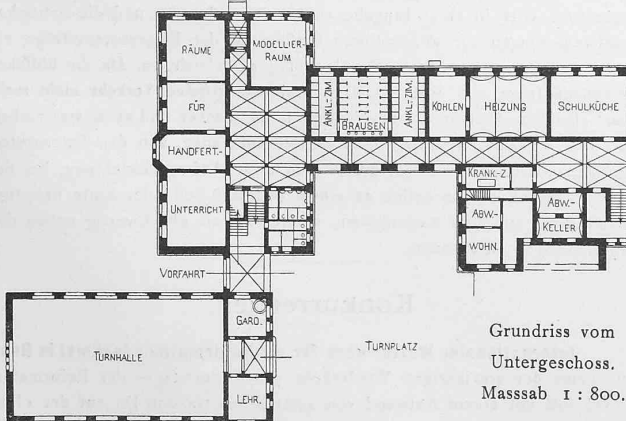 RÄUME
FÜR
HANDFERT.-
UNTERRICHT
MODELLIER-
RAUM
ANKL.-ZIM.
BRAUSEN
ANKL.-ZIM.
KOHLEN
HEIZUNG
SCHULKÜCHE
KRANK.-Z.
ABW.-
WOHN.
ABW.-
KELLER
VORFAHRT
GARD.
TURNHALLE
LEHR.
TURNPLATZ
Grundriss vom
Untergeschoss.
Masssab 1 : 800.